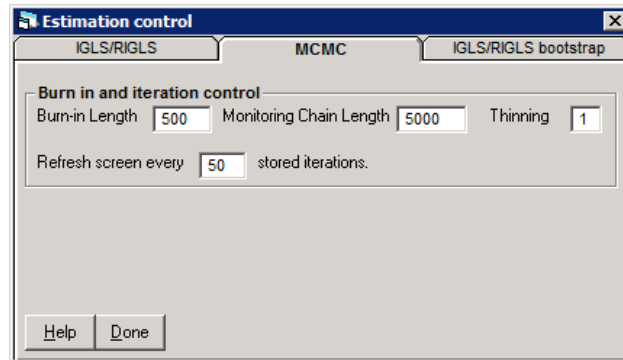 Estimation control
IGLS/RIGLS MCMC IGLS/RIGLS bootstrap
Burn in and iteration control
Burn-in Length 500 Monitoring Chain Length 5000 Thinning 1
Refresh screen every 50 stored iterations.
Help Done